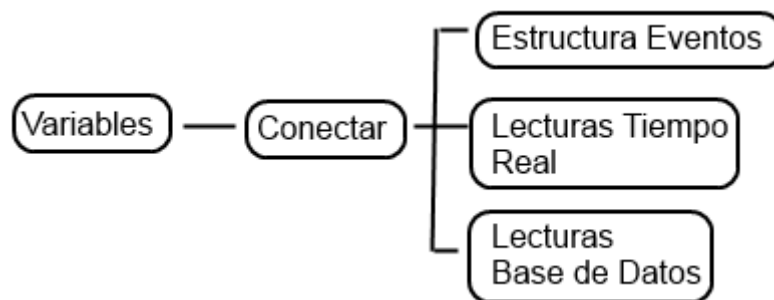 Variables
Conectar
Estructura Eventos
Lecturas Tiempo
Real
Lecturas
Base de Datos